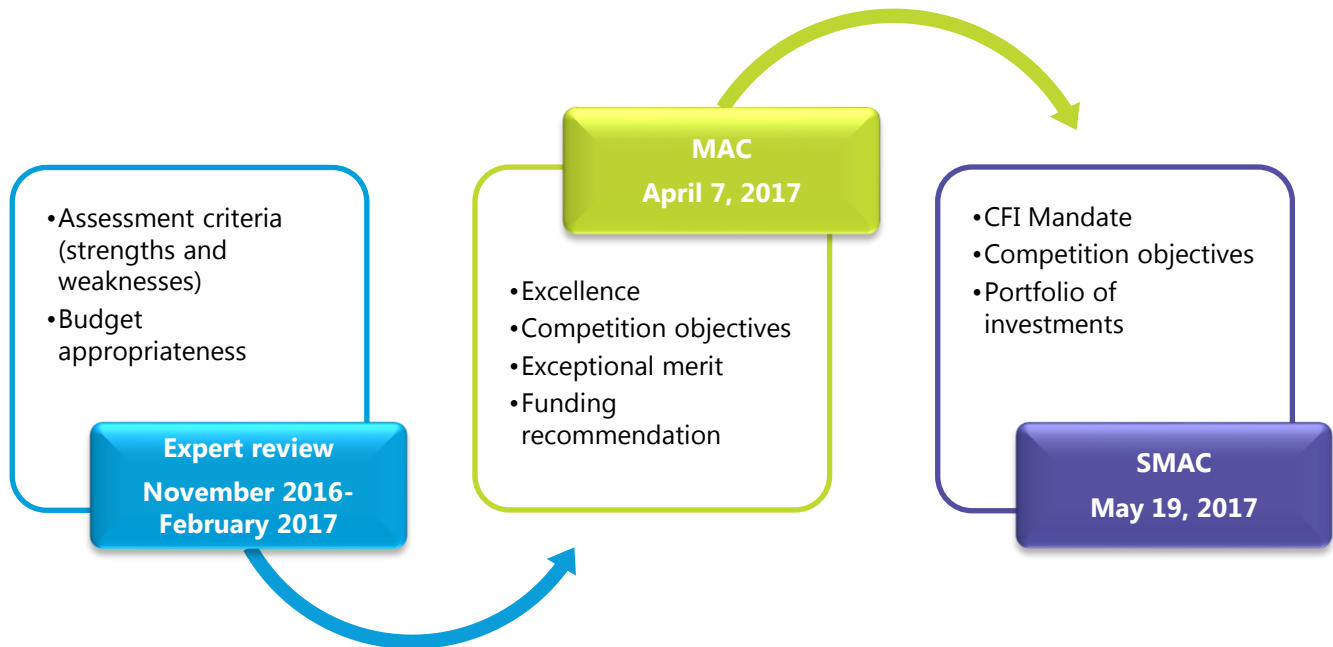 •Assessment criteria
(strengths and
weaknesses)
•Budget
appropriateness
Expert review
November 2016-
February 2017
MAC
April 7, 2017
•Excellence
•Competition objectives
•Exceptional merit
•Funding
recommendation
•CFI Mandate
•Competition objectives
•Portfolio of
investments
SMAC
May 19, 2017